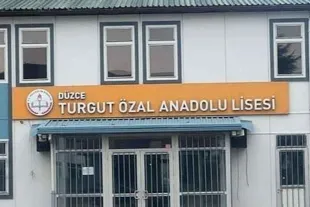 DÜZCE
TURGUT ÖZAL ANADOLU LİSESİ